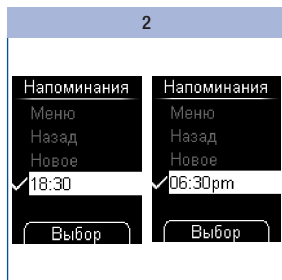 2
Напоминания
Меню
Назад
Новое
18:30
Выбор
Напоминания
Меню
Назад
Новое
06:30pm
Выбор